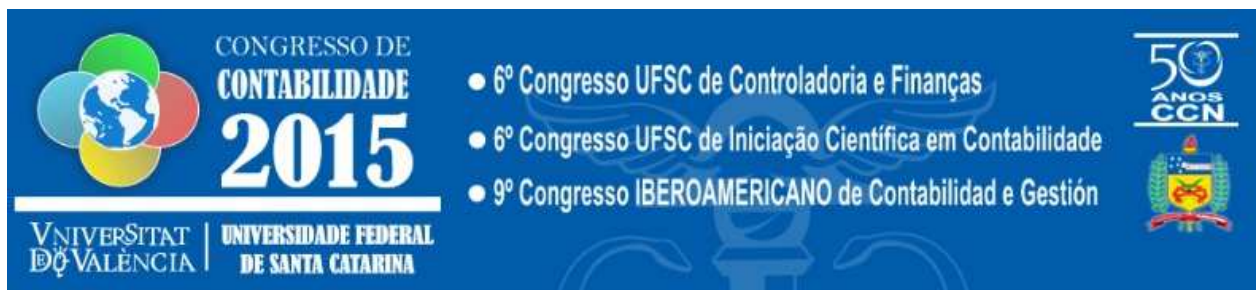 CONGRESSO DE
CONTABILIDADE
2015
VNIVERSITAT
DE VALÈNCIA
UNIVERSIDADE FEDERAL
DE SANTA CATARINA
● 6º Congresso UFSC de Controladoria e Finanças
● 6º Congresso UFSC de Iniciação Científica em Contabilidade
● 9º Congresso IBEROAMERICANO de Contabilidad e Gestión
50
ANOS
CCN